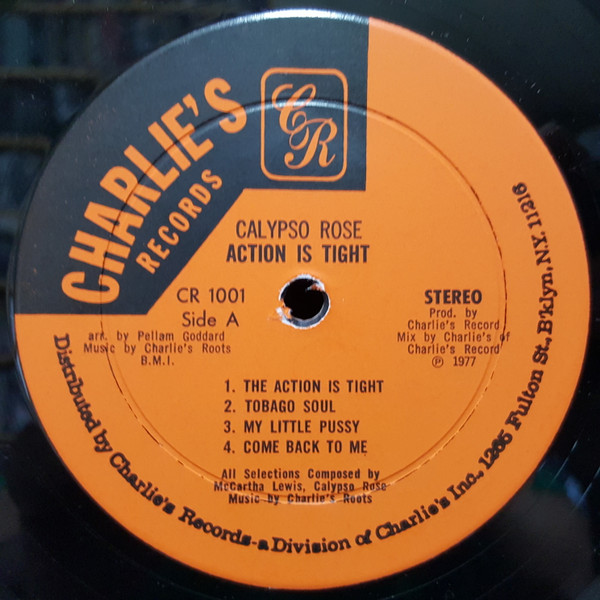 CHARLIE'S
RECORDS
CR
CALYPSO ROSE
ACTION IS TIGHT
CR 1001
Side A
arr. by Pellam Goddard
Music by Charlie's Roots
B.M.I.
STEREO
Prod. by
Charlie's Record
Mix by Charlie's of
Charlie's Record
℗ 1977
1. THE ACTION IS TIGHT
2. TOBAGO SOUL
3. MY LITTLE PUSSY
4. COME BACK TO ME
All Selections Composed by
McCartha Lewis, Calypso Rose
Music by Charlie's Roots
Distributed by Charlie's Records-a Division of Charlie's Inc., 1265 Fulton St., B'klyn, N.Y. 11216